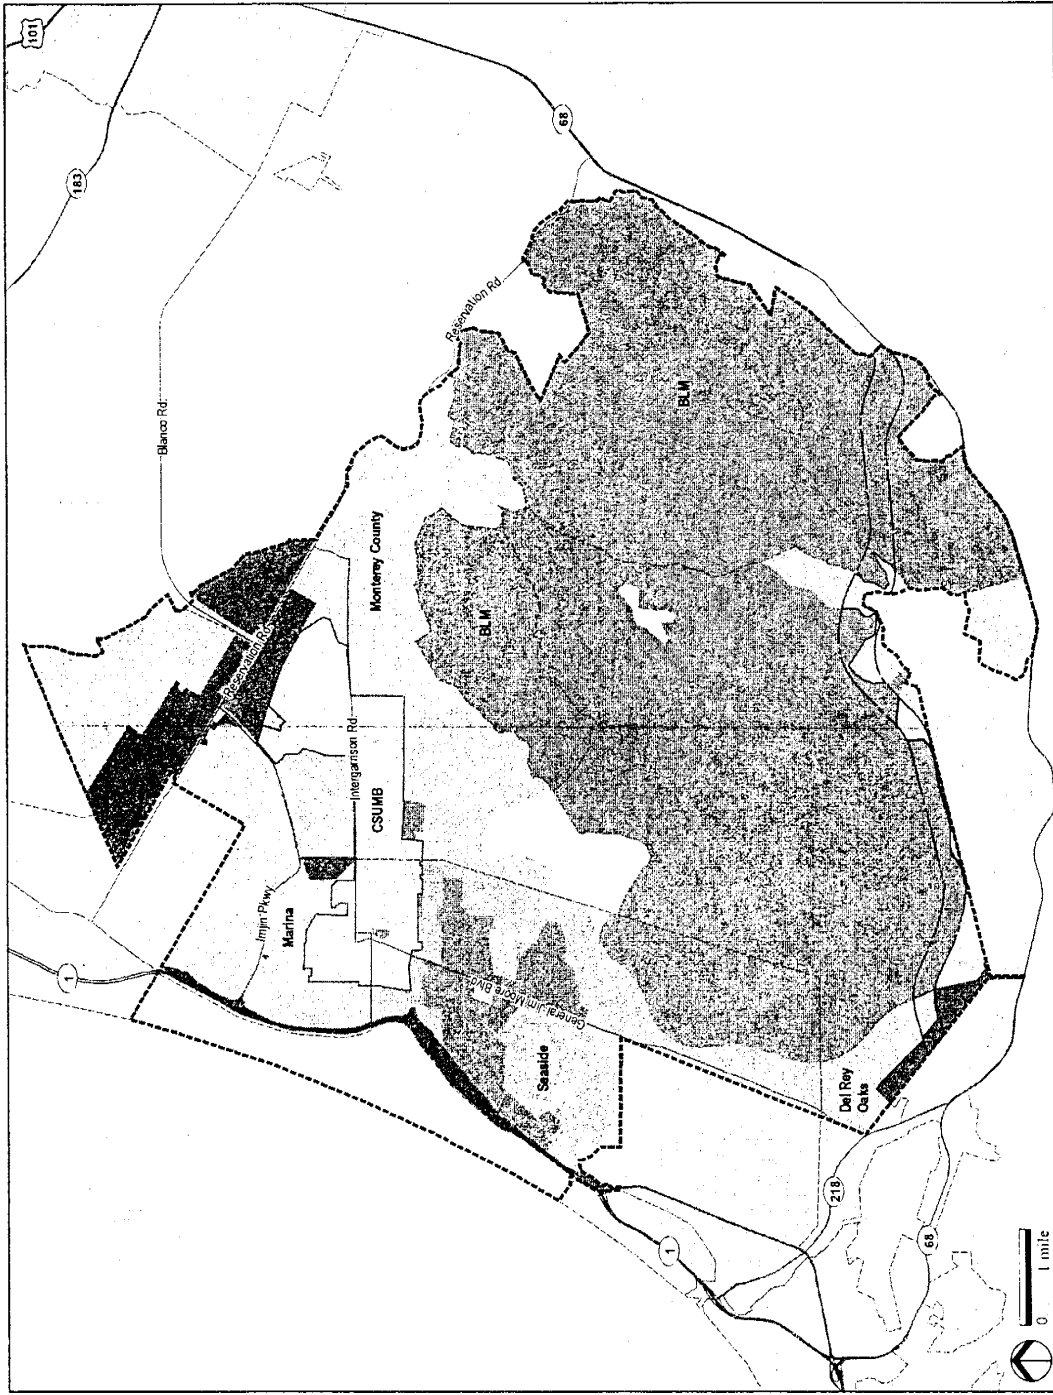 101
183
68
Blanco Rd.
Reservation Rd.
Reservation Rd.
Monterey County
BLM
BLM
Intergarrison Rd.
CSUMB
Imjin Pkwy
Marina
1
General Jim Moore Blvd.
Seaside
Del Rey
Oaks
218
68
1
0 1 mile